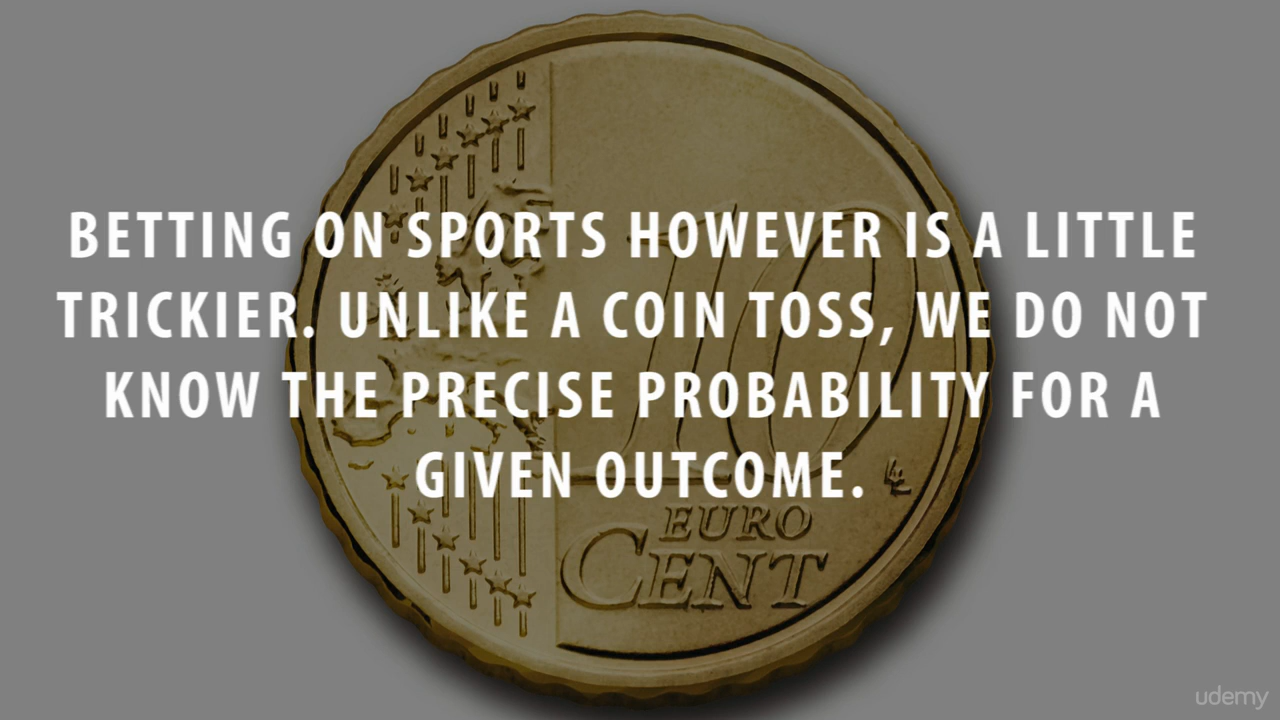 BETTING ON SPORTS HOWEVER IS A LITTLE
TRICKIER. UNLIKE A COIN TOSS, WE DO NOT
KNOW THE PRECISE PROBABILITY FOR A
GIVEN OUTCOME.
10
EURO
CENT
udemy